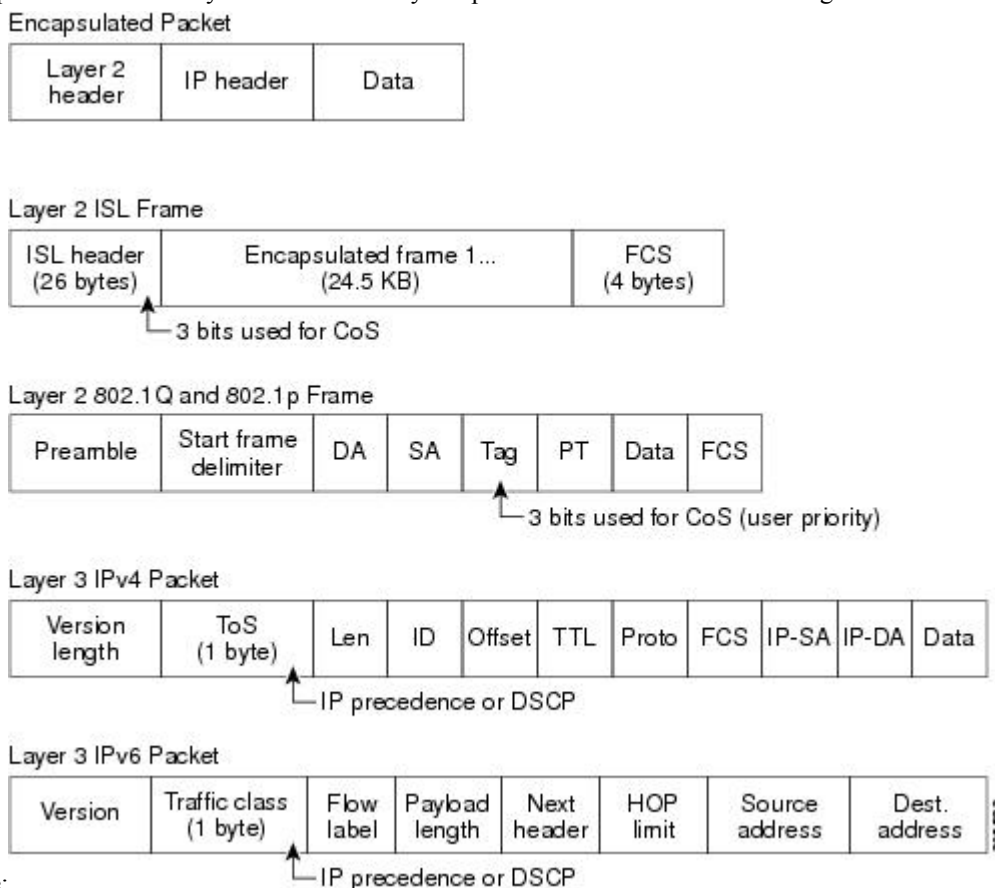 Encapsulated Packet
Layer 2 header
IP header
Data
Layer 2 ISL Frame
ISL header (26 bytes)
Encapsulated frame 1... (24.5 KB)
FCS (4 bytes)
3 bits used for CoS
Layer 2 802.1Q and 802.1p Frame
Preamble
Start frame delimiter
DA
SA
Tag
PT
Data
FCS
3 bits used for CoS (user priority)
Layer 3 IPv4 Packet
Version length
ToS (1 byte)
Len
ID
Offset
TTL
Proto
FCS
IP-SA
IP-DA
Data
IP precedence or DSCP
Layer 3 IPv6 Packet
Version
Traffic class (1 byte)
Flow label
Payload length
Next header
HOP limit
Source address
Dest. address
IP precedence or DSCP